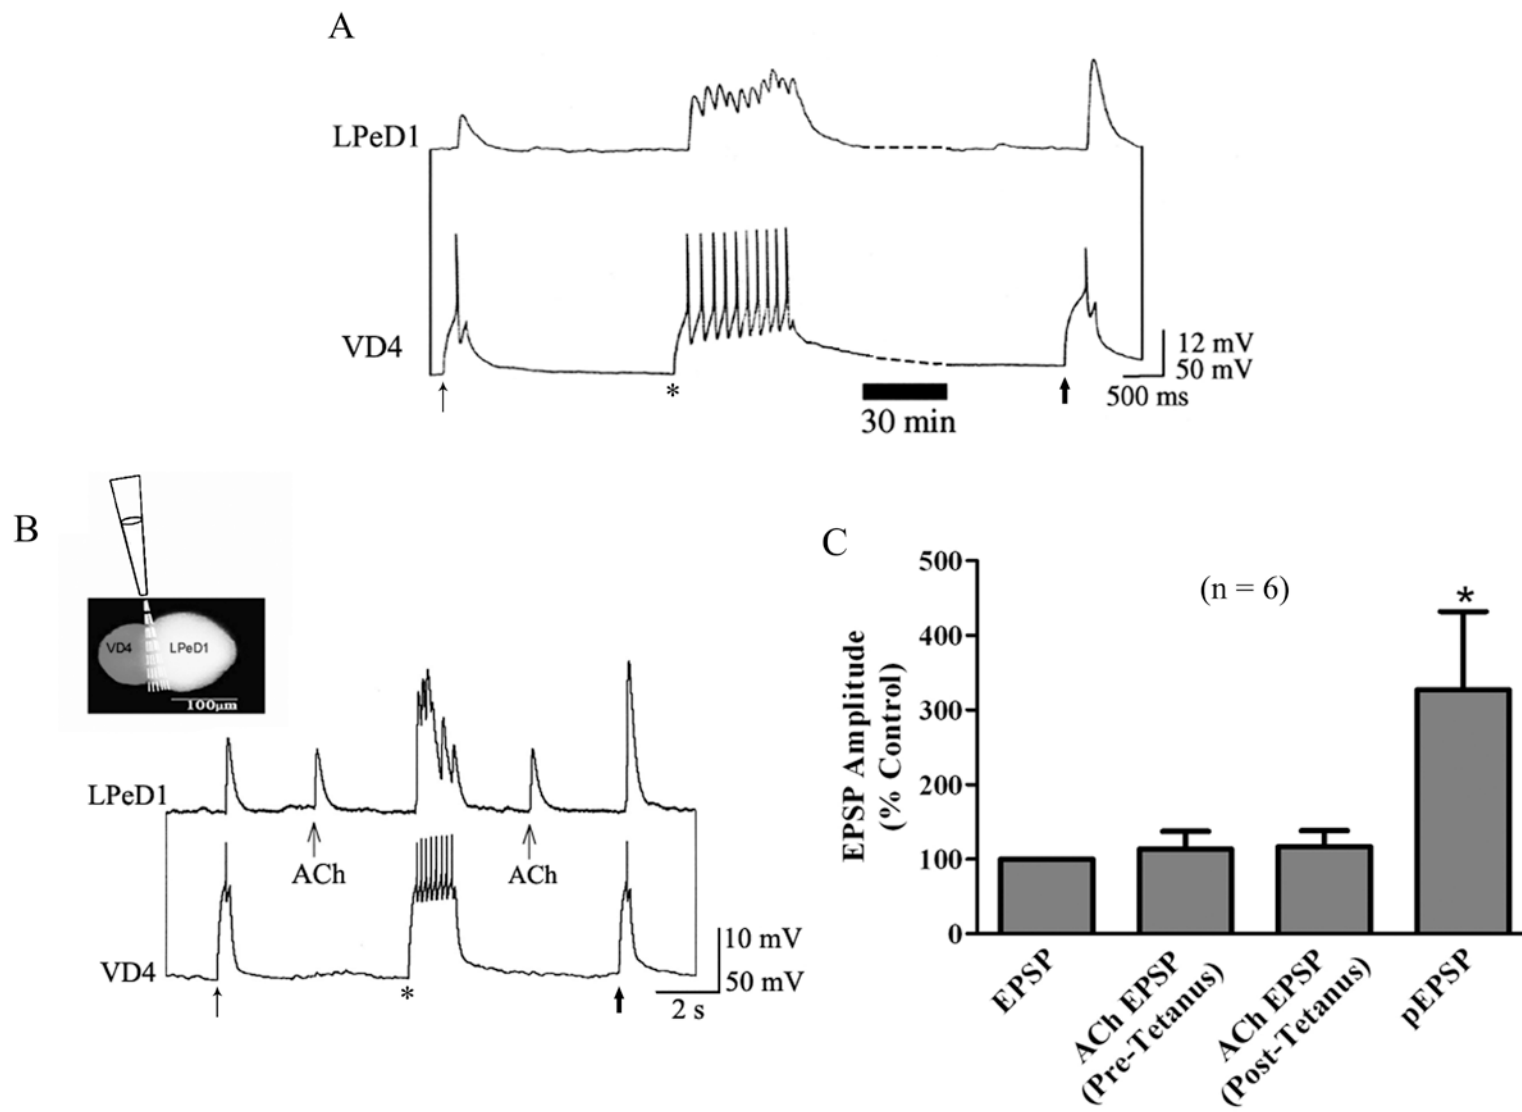 A
LPeD1
VD4
12 mV
50 mV
500 ms
*
30 min
B
VD4
LPeD1
100μm
LPeD1
ACh
ACh
VD4
10 mV
50 mV
2 s
*
C
EPSP Amplitude
(% Control)
500
400
300
200
100
0
(n = 6)
*
EPSP
ACh EPSP
(Pre-Tetanus)
ACh EPSP
(Post-Tetanus)
pEPSP